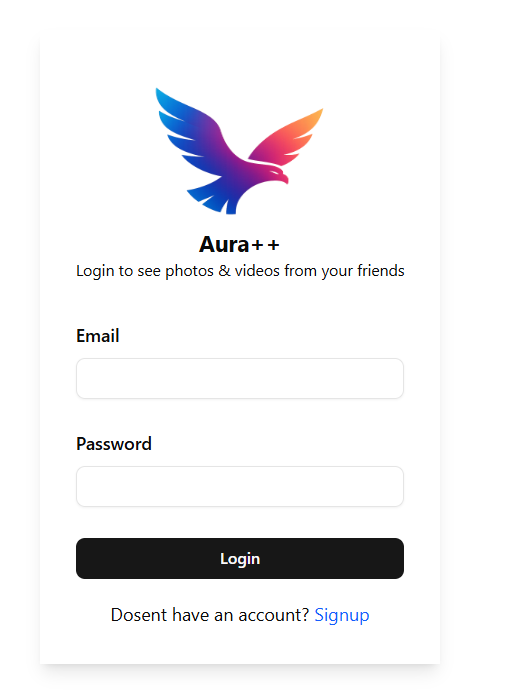 Aura++
Login to see photos & videos from your friends
Email
Password
Login
Dosent have an account? Signup